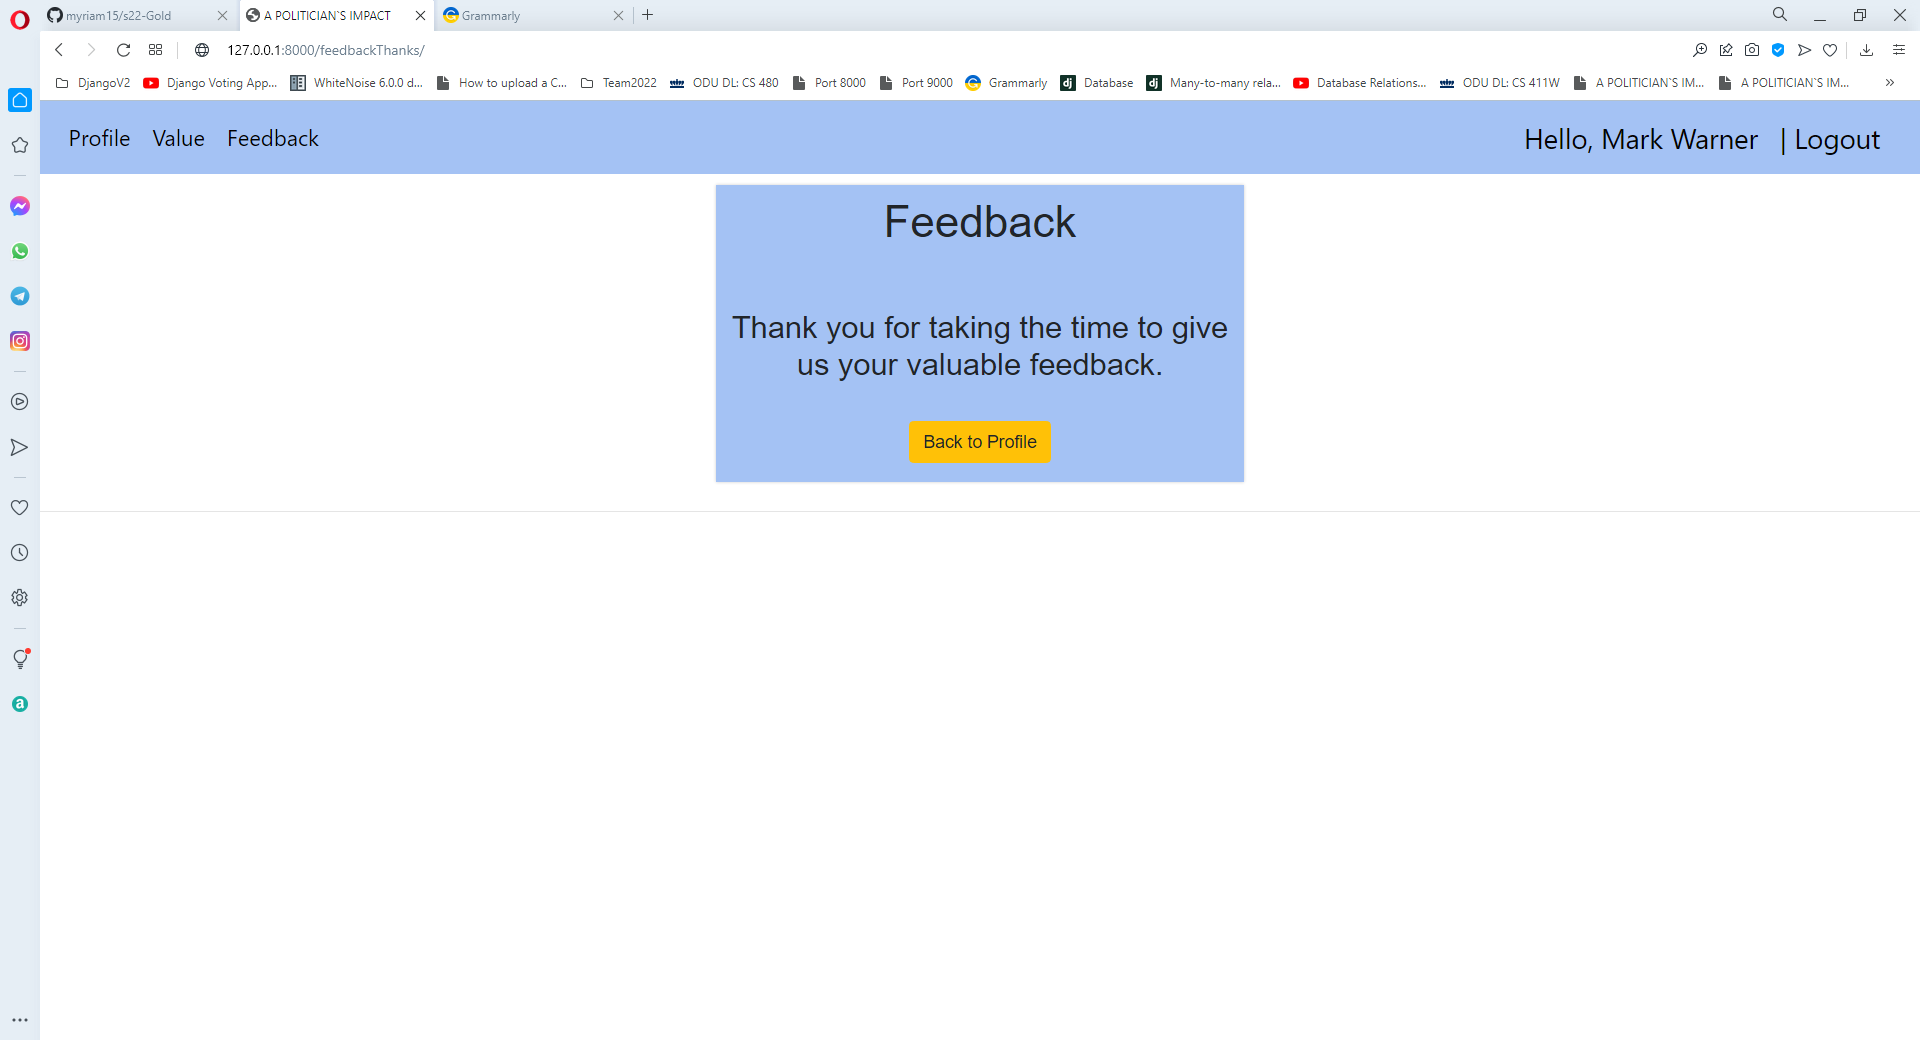 myriam15/s22-Gold
A POLITICIAN`S IMPACT
Grammarly
127.0.0.1:8000/feedbackThanks/
DjangoV2
Django Voting App...
WhiteNoise 6.0.0 d...
How to upload a C...
Team2022
ODU DL: CS 480
Port 8000
Port 9000
Grammarly
dj
Database
dj
Many-to-many rela...
Database Relations...
ODU DL: CS 411W
A POLITICIAN`S IM...
A POLITICIAN`S IM...
Profile
Value
Feedback
Hello, Mark Warner
| Logout
Feedback
Thank you for taking the time to give
us your valuable feedback.
Back to Profile
a